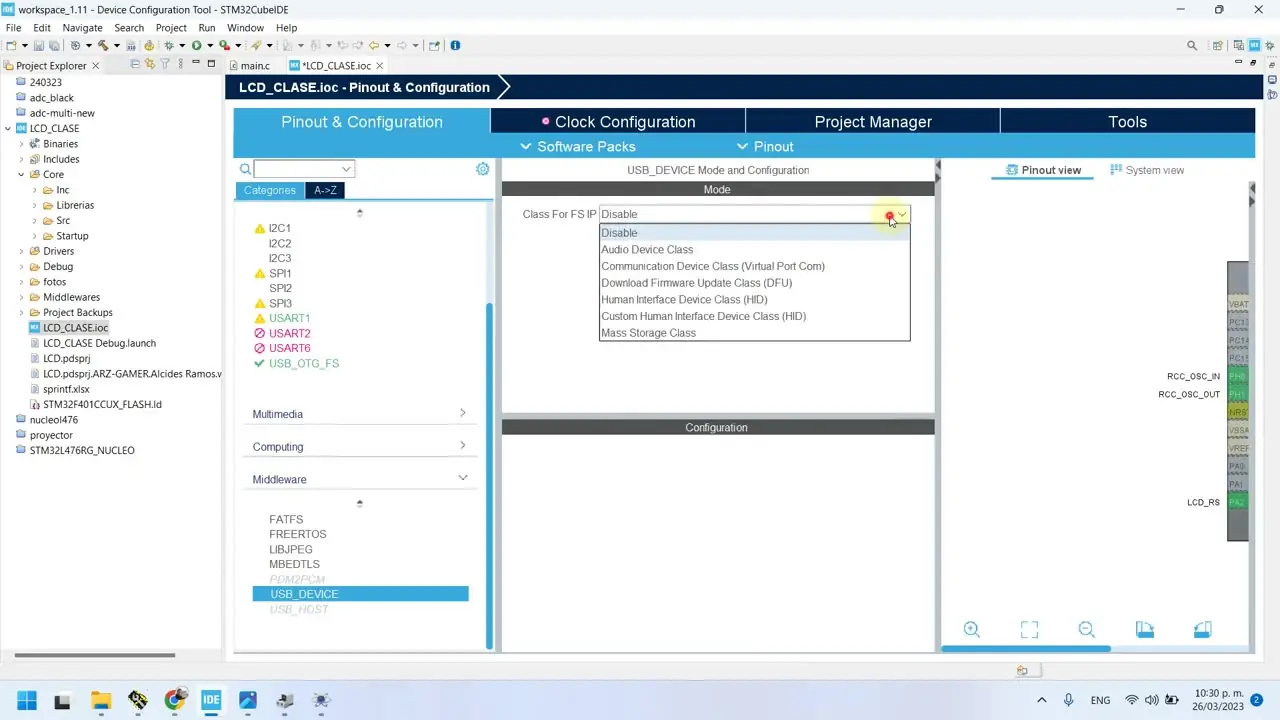 workspace_1.11 - Device Configuration Tool - STM32CubeIDE
File Edit Navigate Search Project Run Window Help
Project Explorer
main.c
*LCD_CLASE.ioc
240323
adc_black
adc-multi-new
LCD_CLASE
Binaries
Includes
Core
Inc
Librerias
Src
Startup
Drivers
Debug
fotos
Middlewares
Project Backups
LCD_CLASE.ioc
LCD_CLASE Debug.launch
LCD.pdsprj
LCD.pdsprj.ARZ-GAMER.Alcides Ramos.w
sprintf.xlsx
STM32F401CCUX_FLASH.ld
nucleol476
proyector
STM32L476RG_NUCLEO
LCD_CLASE.ioc - Pinout & Configuration
Pinout & Configuration
Clock Configuration
Project Manager
Tools
Software Packs
Pinout
Categories
A->Z
I2C1
I2C2
I2C3
SPI1
SPI2
SPI3
USART1
USART2
USART6
USB_OTG_FS
Multimedia
Computing
Middleware
FATFS
FREERTOS
LIBJPEG
MBEDTLS
PDM2PCM
USB_DEVICE
USB_HOST
USB_DEVICE Mode and Configuration
Mode
Class For FS IP Disable
Disable
Audio Device Class
Communication Device Class (Virtual Port Com)
Download Firmware Update Class (DFU)
Human Interface Device Class (HID)
Custom Human Interface Device Class (HID)
Mass Storage Class
Configuration
Pinout view
System view
VBAT
PC13
PC14
PC15
RCC_OSC_IN PH0
RCC_OSC_OUT PH1
NRST
VSSA
VREF
PA0
PA1
LCD_RS PA2
IDE
ENG
10:30 p. m.
26/03/2023
2